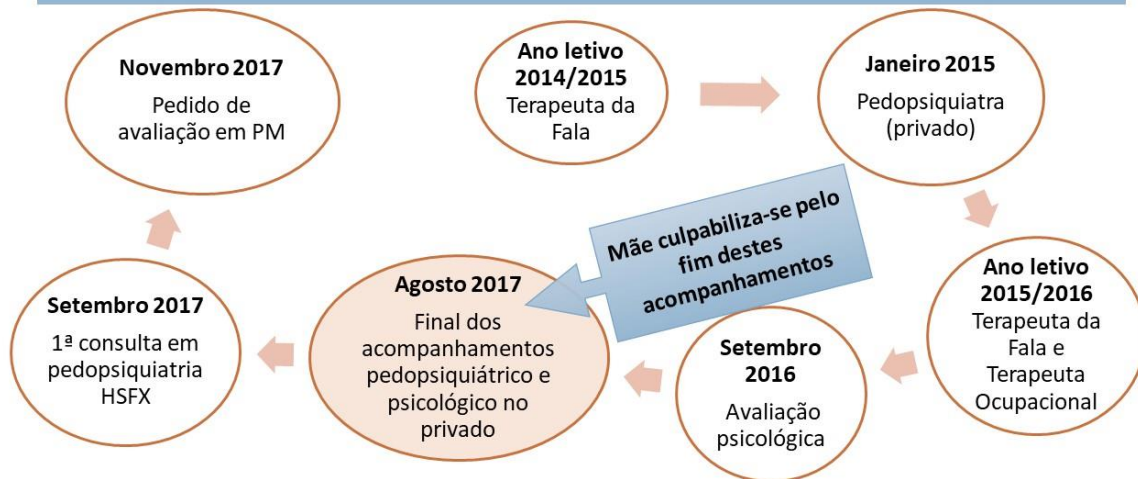 Ano letivo
2014/2015
Terapeuta da
Fala
Janeiro 2015
Pedopsiquiatra
(privado)
Ano letivo
2015/2016
Terapeuta da
Fala e
Terapeuta
Ocupacional
Setembro
2016
Avaliação
psicológica
Mãe culpabiliza-se pelo
fim destes
acompanhamentos
Agosto 2017
Final dos
acompanhamentos
pedopsiquiátrico e
psicológico no
privado
Setembro 2017
1ª consulta em
pedopsiquiatria
HSFX
Novembro 2017
Pedido de
avaliação em PM